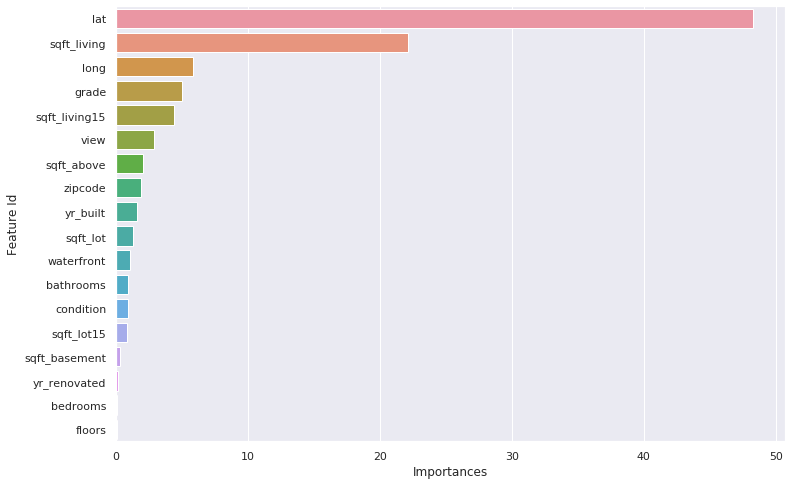 lat
sqft_living
long
grade
sqft_living15
view
sqft_above
zipcode
yr_built
sqft_lot
waterfront
bathrooms
condition
sqft_lot15
sqft_basement
yr_renovated
bedrooms
floors
Feature Id
0 10 20 30 40 50
Importances